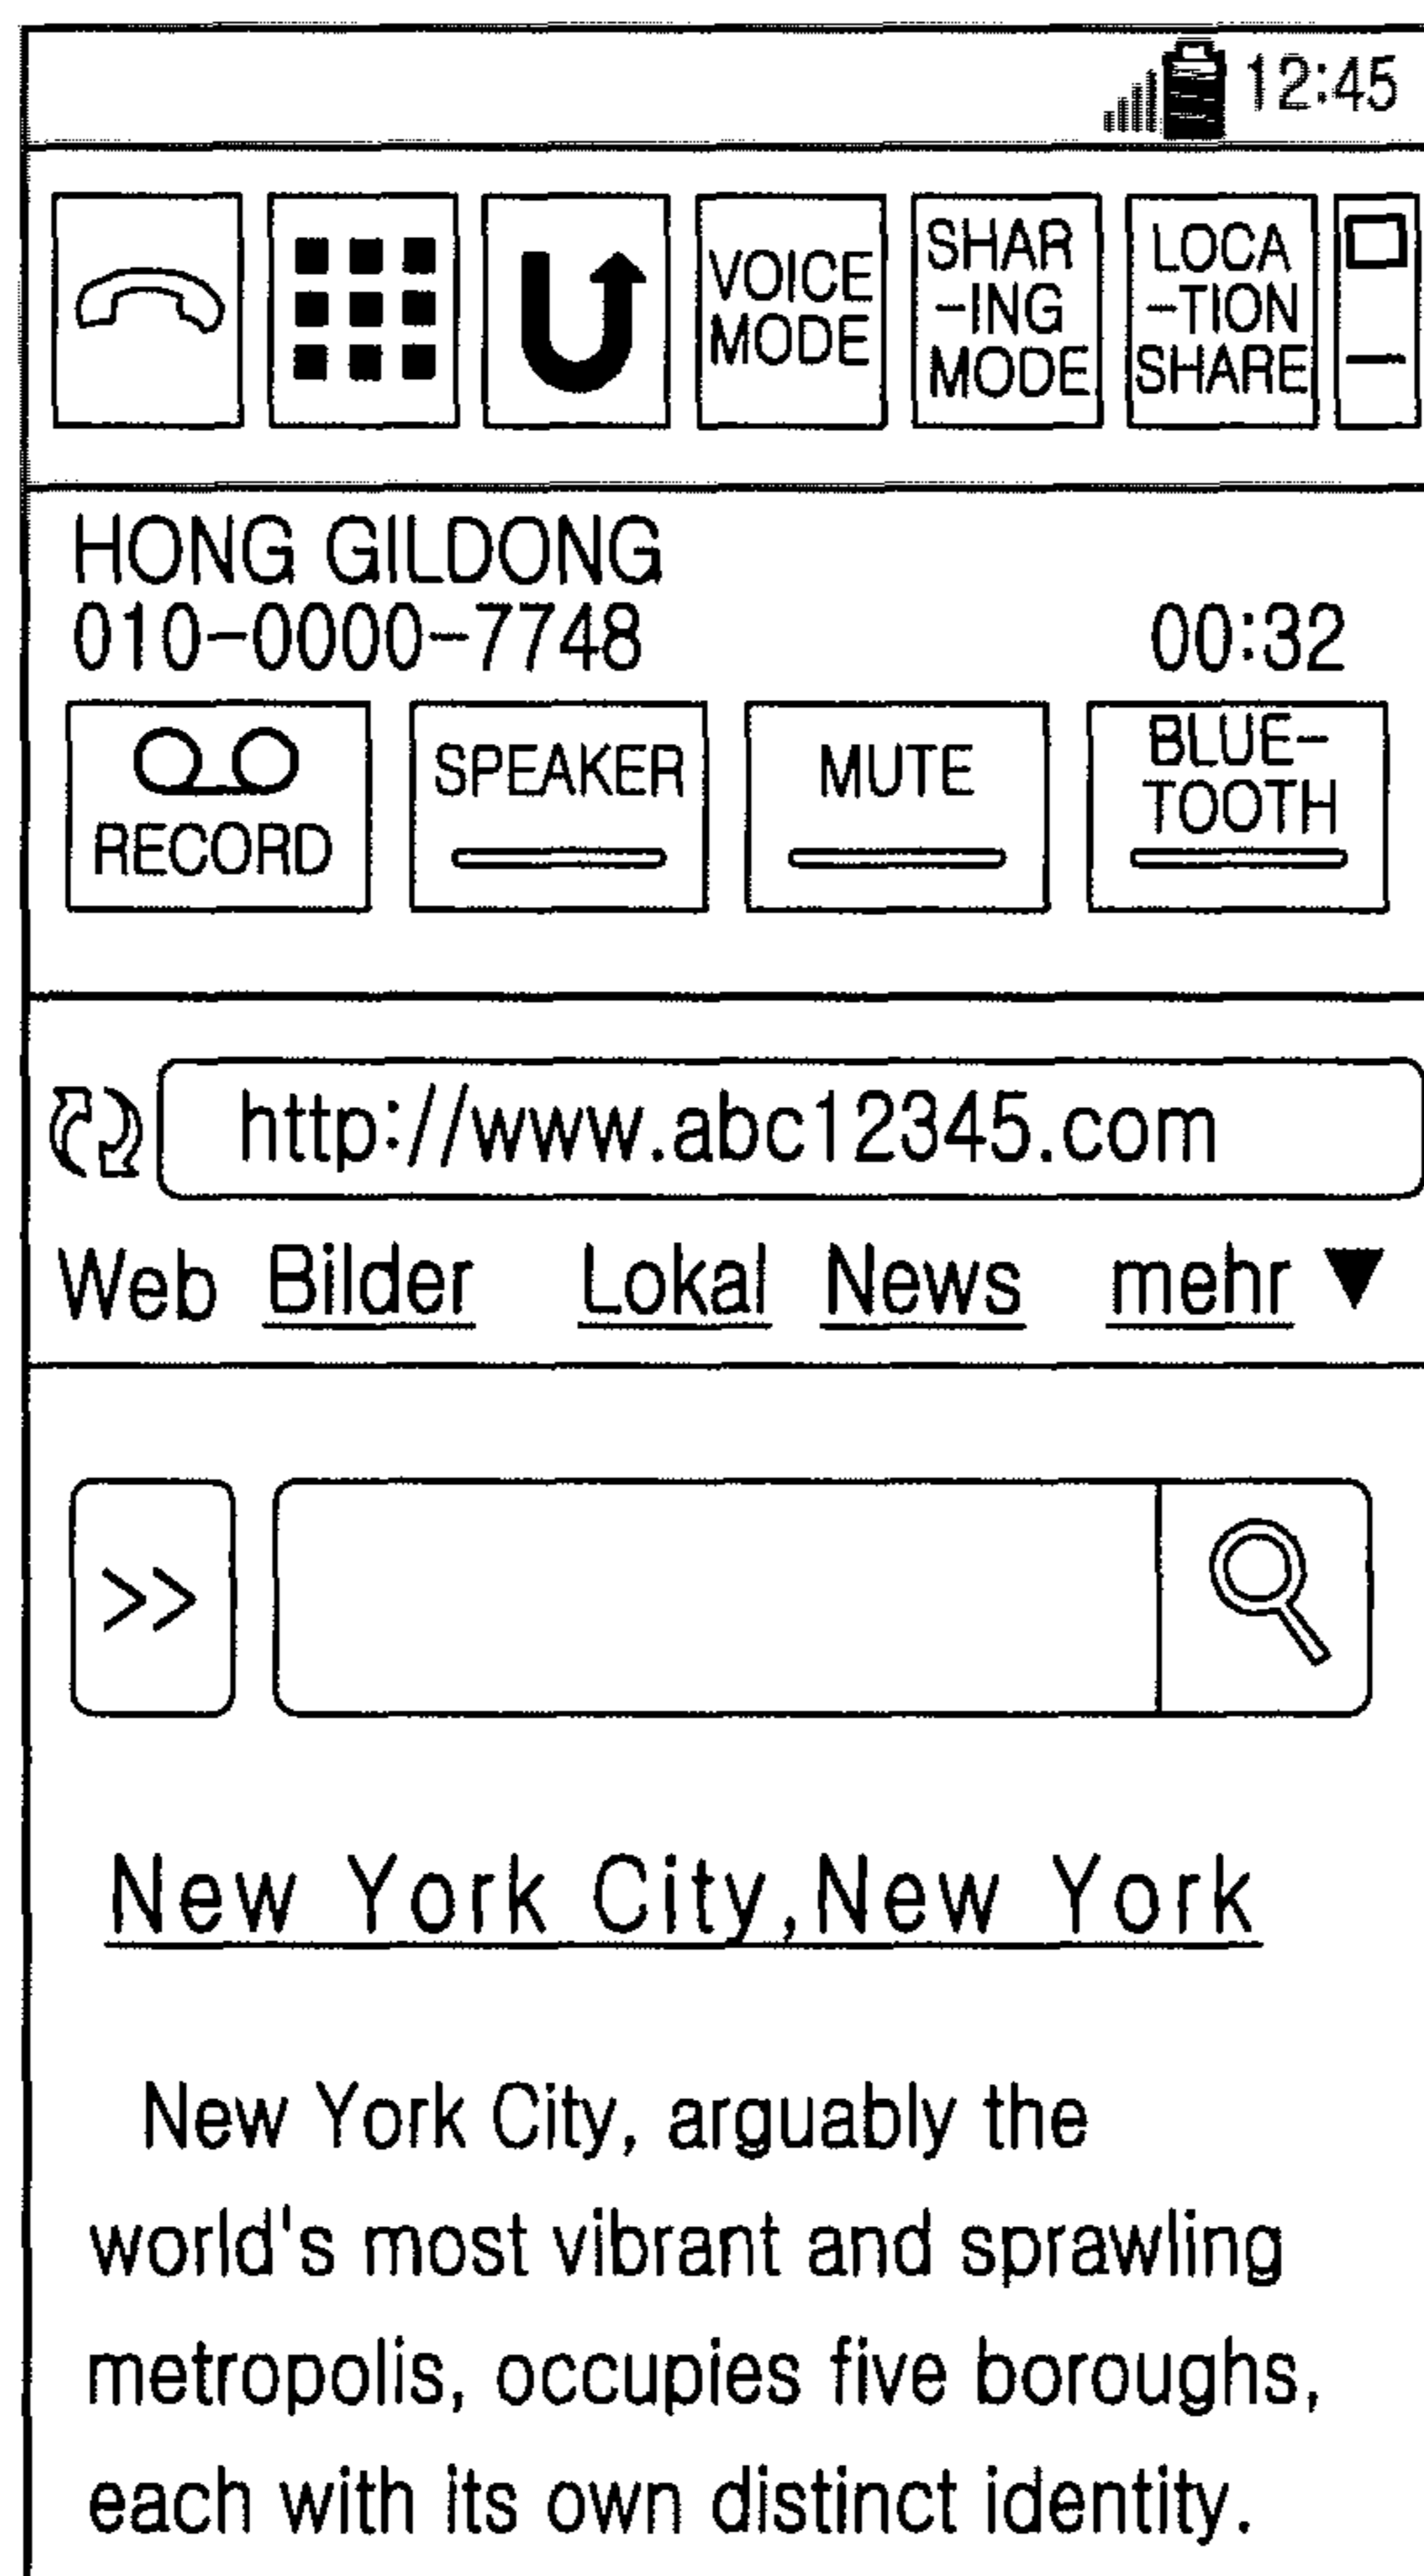 12:45
VOICE
MODE
SHAR
-ING
MODE
LOCA
-TION
SHARE
HONG GILDONG
010-0000-7748 00:32
RECORD
SPEAKER
MUTE
BLUE-
TOOTH
http://www.abc12345.com
Web Bilder Lokal News mehr ▼
>>
New York City,New York
New York City, arguably the
world's most vibrant and sprawling
metropolis, occupies five boroughs,
each with its own distinct identity.